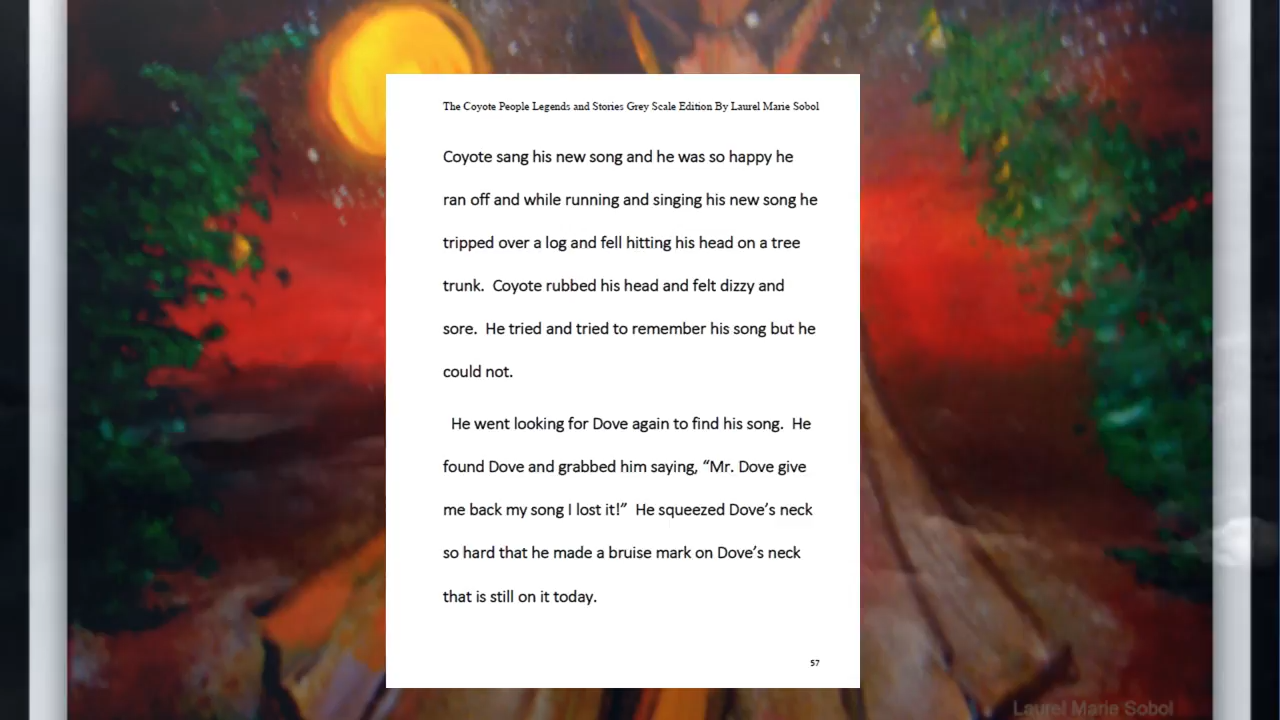 The Coyote People Legends and Stories Grey Scale Edition By Laurel Marie Sobol
Coyote sang his new song and he was so happy he
ran off and while running and singing his new song he
tripped over a log and fell hitting his head on a tree
trunk.  Coyote rubbed his head and felt dizzy and
sore.  He tried and tried to remember his song but he
could not.
He went looking for Dove again to find his song.  He
found Dove and grabbed him saying, “Mr. Dove give
me back my song I lost it!”  He squeezed Dove’s neck
so hard that he made a bruise mark on Dove’s neck
that is still on it today.
57
Laurel Marie Sobol